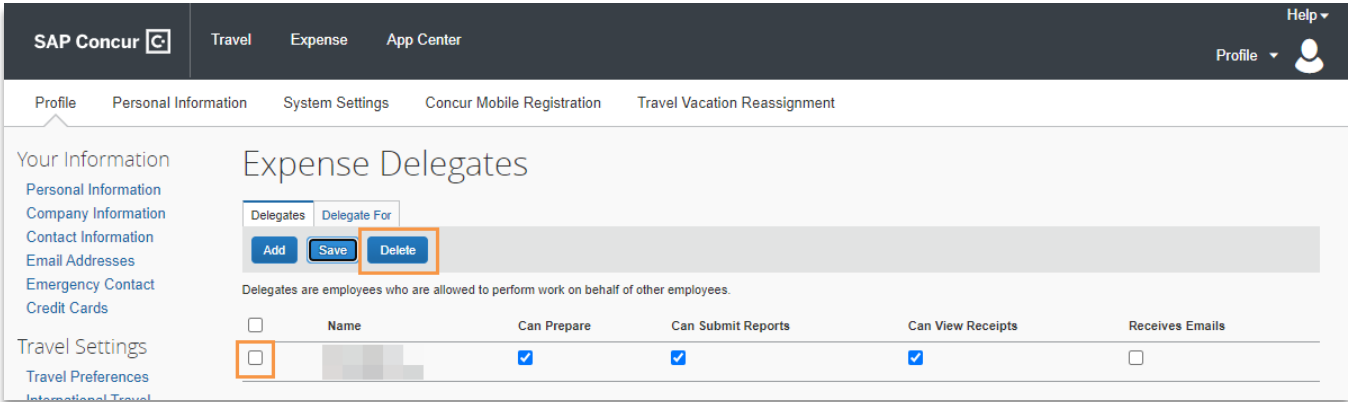 Help
SAP Concur C Travel Expense App Center
Profile
Profile Personal Information System Settings Concur Mobile Registration Travel Vacation Reassignment
Your Information
Personal Information
Company Information
Contact Information
Email Addresses
Emergency Contact
Credit Cards
Travel Settings
Travel Preferences
International Travel
Expense Delegates
Delegates Delegate For
Add Save Delete
Delegates are employees who are allowed to perform work on behalf of other employees.
Name Can Prepare Can Submit Reports Can View Receipts Receives Emails